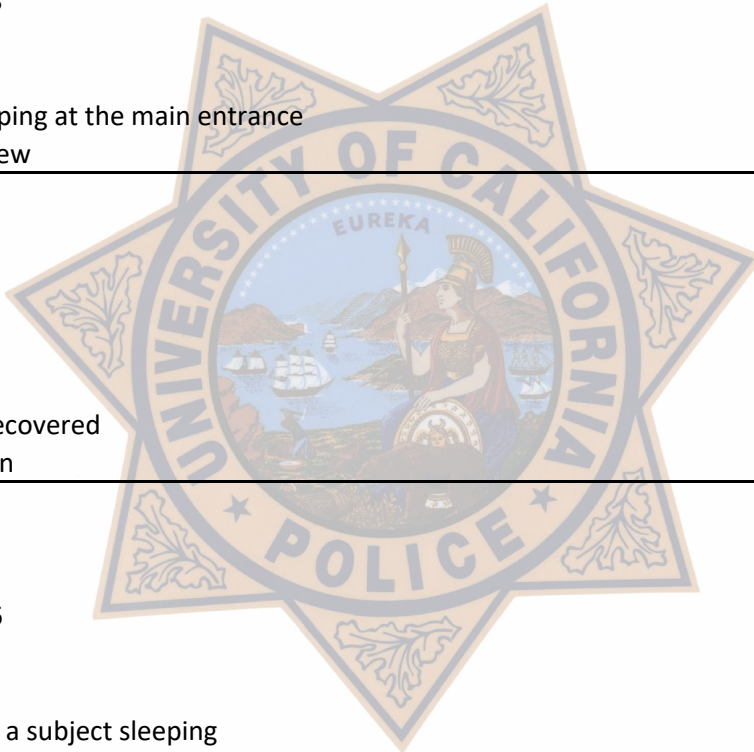 ping at the main entrance
ew
UNIVERSITY OF CALIFORNIA
EUREKA
ecovered
n
POLICE
a subject sleeping